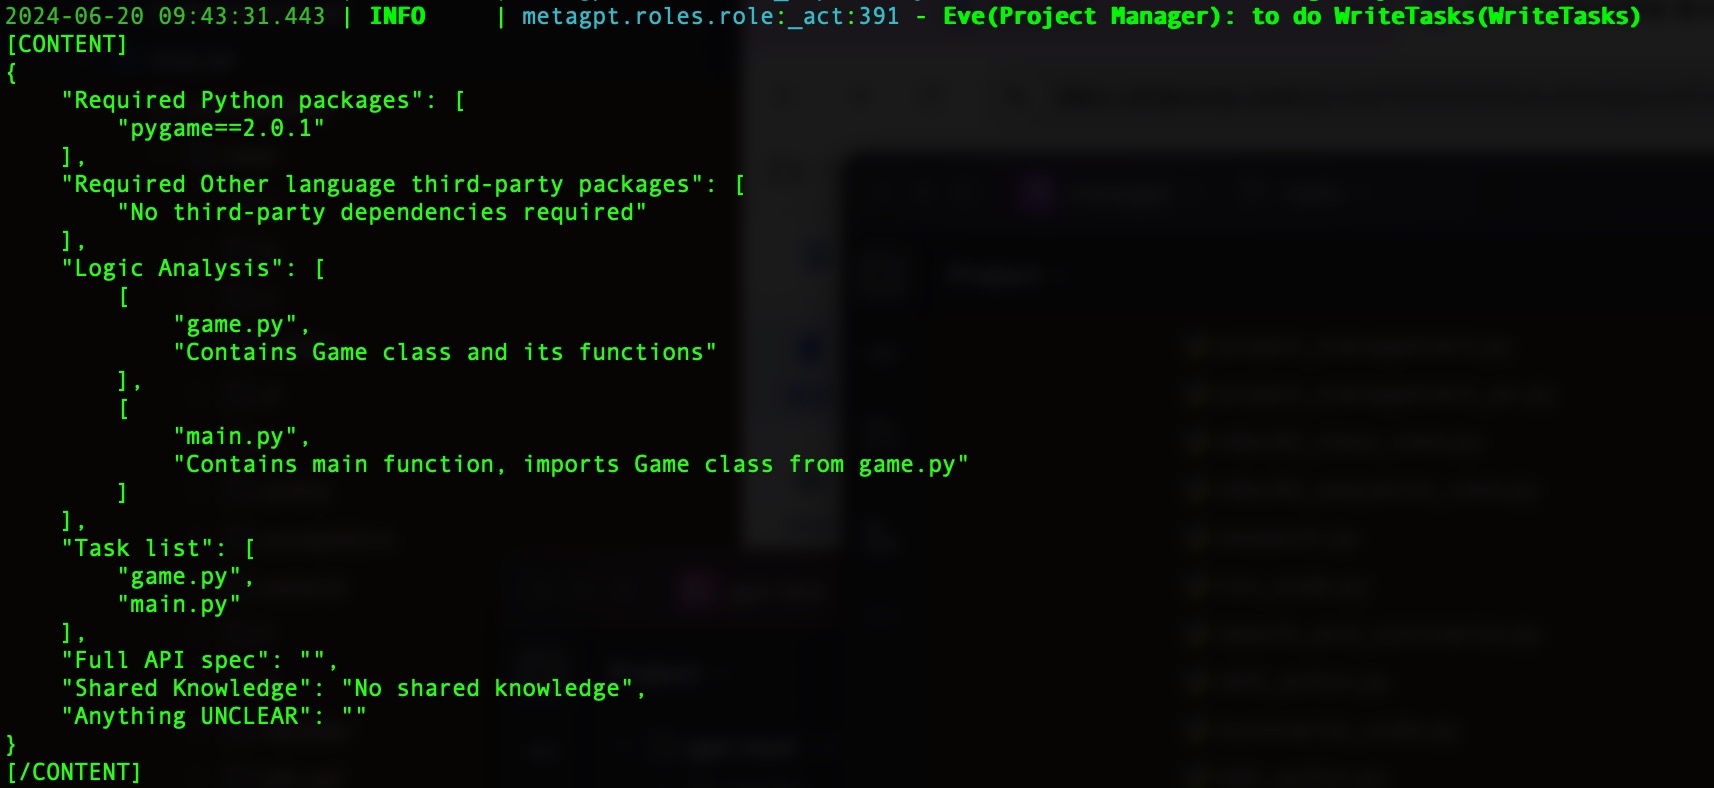 2024-06-20 09:43:31.443 | INFO     | metagpt.roles.role:_act:391 - Eve(Project Manager): to do WriteTasks(WriteTasks)
[CONTENT]
{
    "Required Python packages": [
        "pygame==2.0.1"
    ],
    "Required Other language third-party packages": [
        "No third-party dependencies required"
    ],
    "Logic Analysis": [
        [
            "game.py",
            "Contains Game class and its functions"
        ],
        [
            "main.py",
            "Contains main function, imports Game class from game.py"
        ]
    ],
    "Task list": [
        "game.py",
        "main.py"
    ],
    "Full API spec": "",
    "Shared Knowledge": "No shared knowledge",
    "Anything UNCLEAR": ""
}
[/CONTENT]